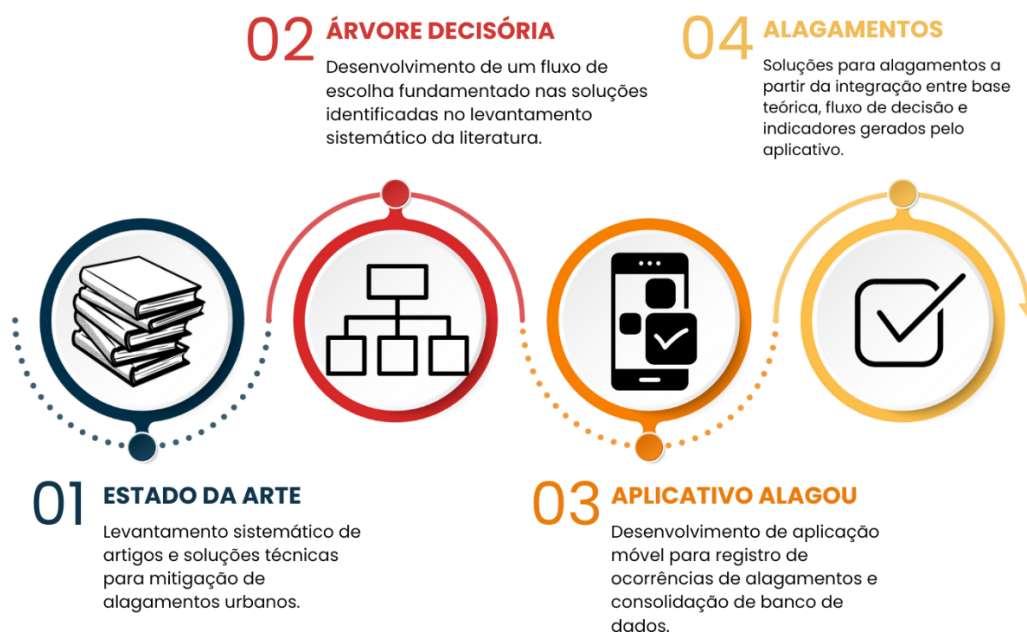 01 ESTADO DA ARTE
Levantamento sistemático de
artigos e soluções técnicas
para mitigação de
alagamentos urbanos.
02 ÁRVORE DECISÓRIA
Desenvolvimento de um fluxo de
escolha fundamentado nas soluções
identificadas no levantamento
sistemático da literatura.
03 APLICATIVO ALAGOU
Desenvolvimento de aplicação
móvel para registro de
ocorrências de alagamentos e
consolidação de banco de
dados.
04 ALAGAMENTOS
Soluções para alagamentos a
partir da integração entre base
teórica, fluxo de decisão e
indicadores gerados pelo
aplicativo.